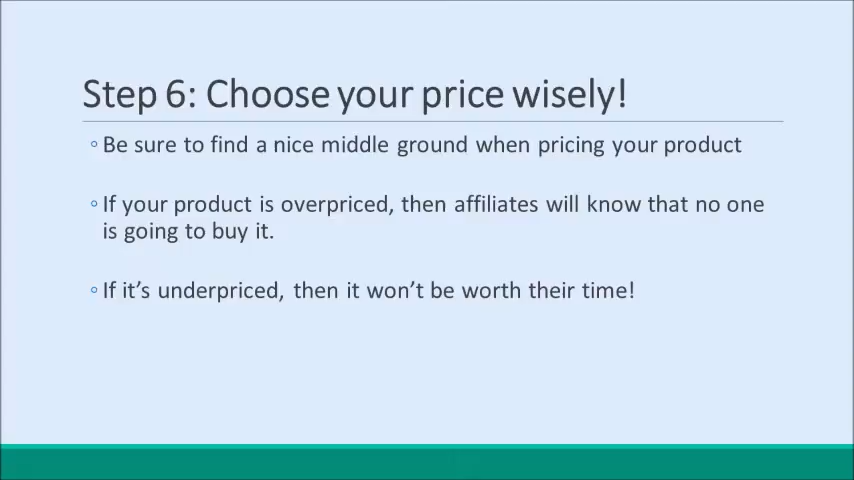 Step 6: Choose your price wisely!
◦ Be sure to find a nice middle ground when pricing your product
◦ If your product is overpriced, then affiliates will know that no one
is going to buy it.
◦ If it’s underpriced, then it won’t be worth their time!